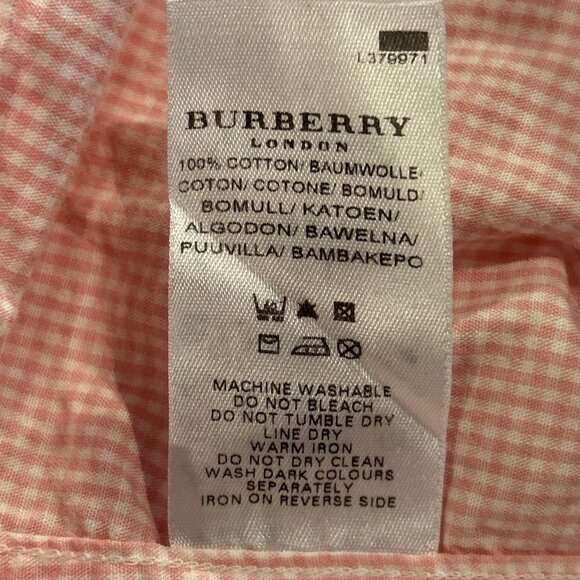 L379971
BURBERRY
LONDON
100% COTTON/ BAUMWOLLE/
COTON/ COTONE/ BOMULD/
BOMULL/ KATOEN/
ALGODON/ BAWELNA/
PUUVILLA/ BAMBAKEPO
40
MACHINE WASHABLE
DO NOT BLEACH
DO NOT TUMBLE DRY
LINE DRY
WARM IRON
DO NOT DRY CLEAN
WASH DARK COLOURS
SEPARATELY
IRON ON REVERSE SIDE